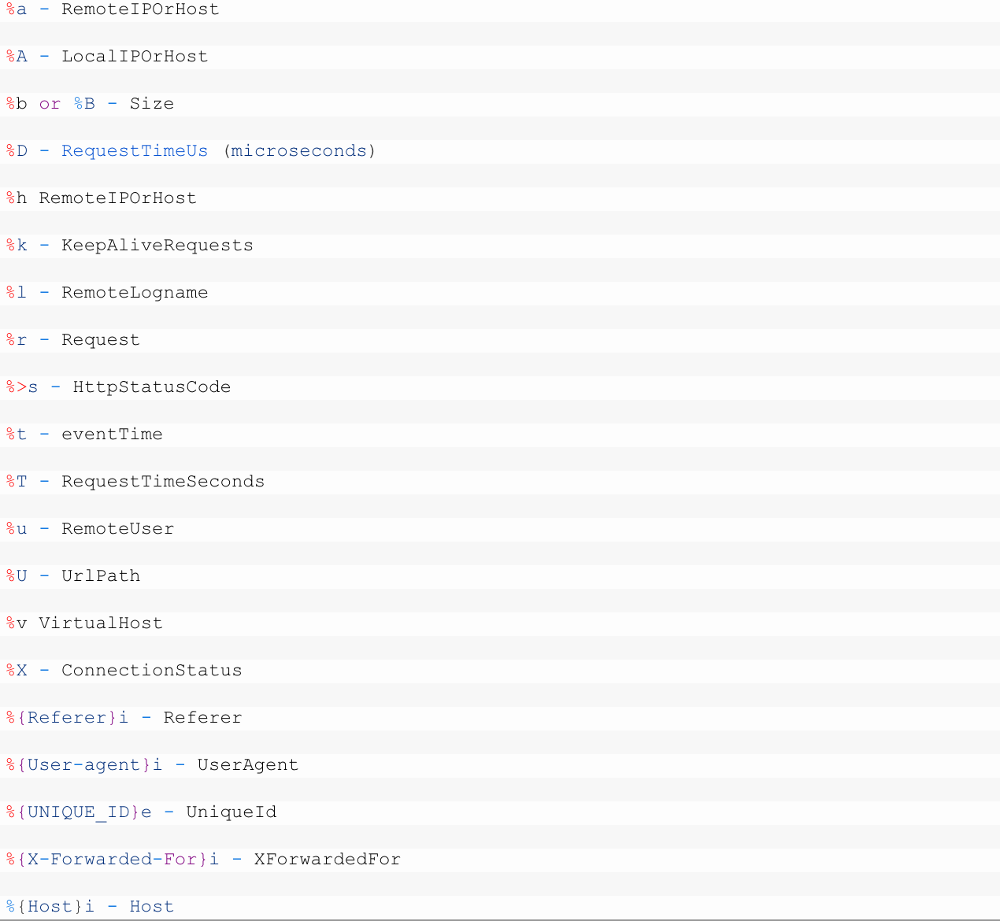 %a - RemoteIPOrHost
%A - LocalIPOrHost
%b or %B - Size
%D - RequestTimeUs (microseconds)
%h RemoteIPOrHost
%k - KeepAliveRequests
%l - RemoteLogname
%r - Request
%>s - HttpStatusCode
%t - eventTime
%T - RequestTimeSeconds
%u - RemoteUser
%U - UrlPath
%v VirtualHost
%X - ConnectionStatus
%{Referer}i - Referer
%{User-agent}i - UserAgent
%{UNIQUE_ID}e - UniqueId
%{X-Forwarded-For}i - XForwardedFor
%{Host}i - Host